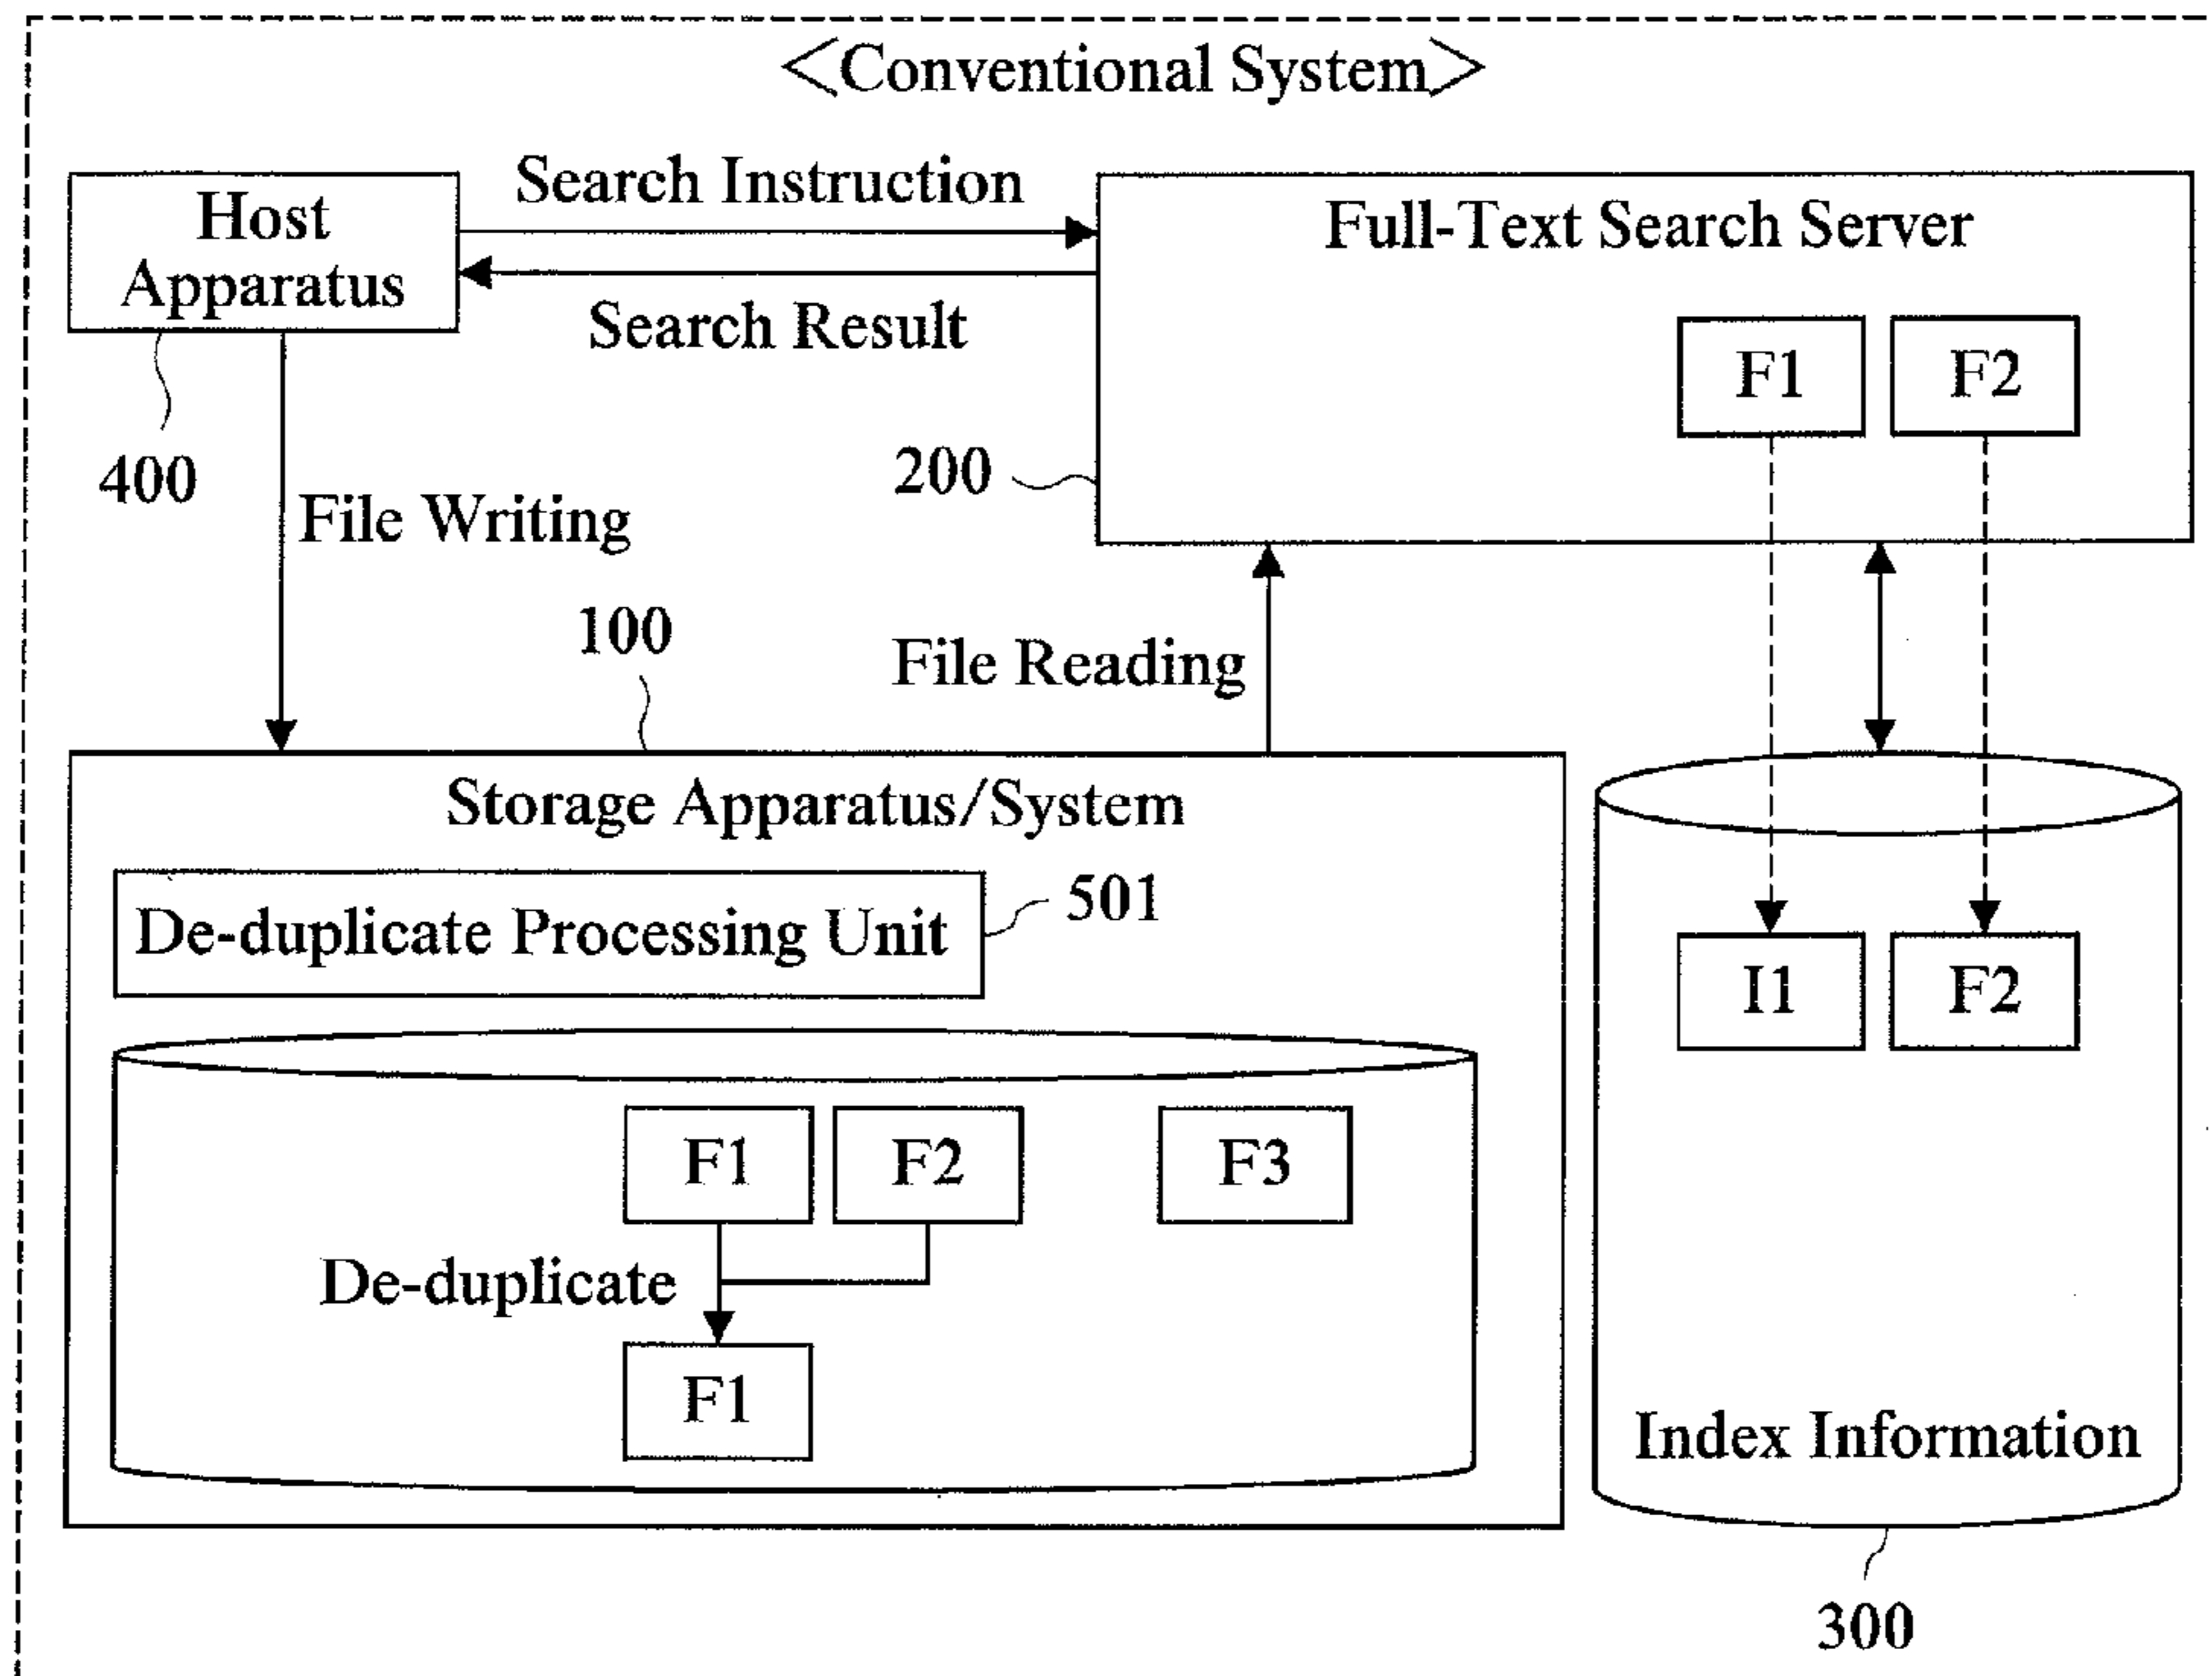 <Conventional System>
Host
Apparatus
Search Instruction
Search Result
Full-Text Search Server
F1 F2
400
200
File Writing
100
File Reading
Storage Apparatus/System
De-duplicate Processing Unit
501
I1 F2
F1 F2 F3
De-duplicate
F1
Index Information
300